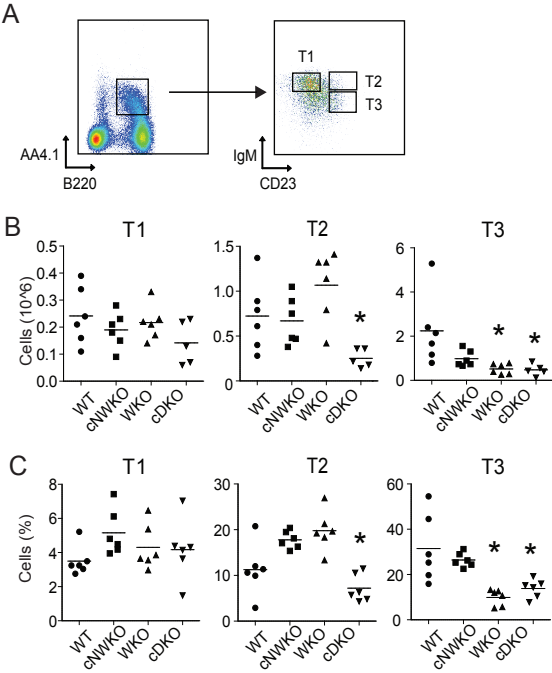 A
T1
T2
T3
AA4.1
B220
IgM
CD23
B
T1
T2
T3
Cells (10^6)
0.5
0.4
0.3
0.2
0.1
0.0
1.5
1.0
0.5
0.0
6
4
2
0
*
*
*
WT
cNWKO
WKO
cDKO
WT
cNWKO
WKO
cDKO
WT
cNWKO
WKO
cDKO
C
T1
T2
T3
Cells (%)
8
6
4
2
0
30
20
10
0
60
40
20
0
*
*
*
WT
cNWKO
WKO
cDKO
WT
cNWKO
WKO
cDKO
WT
cNWKO
WKO
cDKO